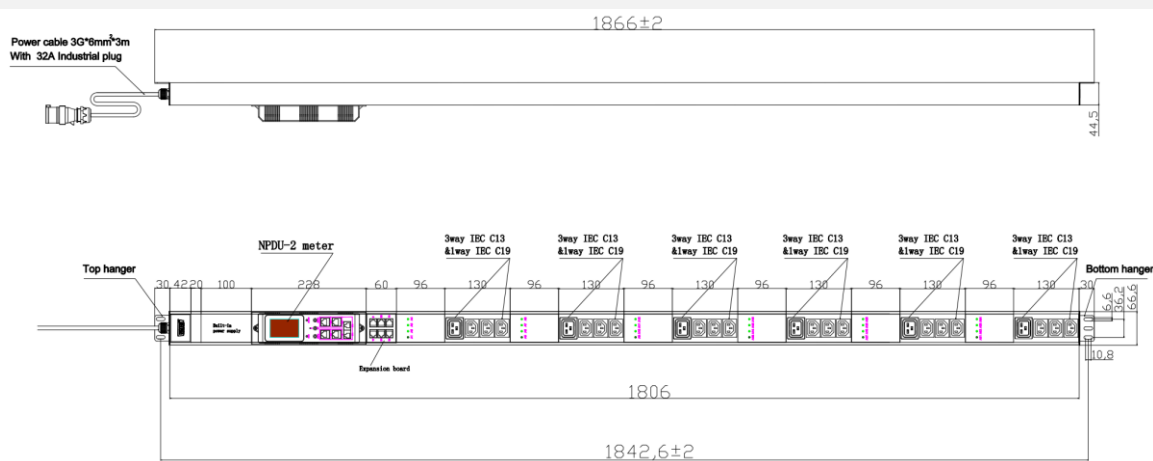 1866±2
Power cable 3G*6mm²*3m
With 32A Industrial plug
44,5
3way IEC C13
&1way IEC C19
3way IEC C13
&1way IEC C19
3way IEC C13
&1way IEC C19
3way IEC C13
&1way IEC C19
3way IEC C13
&1way IEC C19
3way IEC C13
&1way IEC C19
NPDU-2 meter
Top hanger
Bottom hanger
30 42 20 100 228 60 96 130 96 130 96 130 96 130 96 130 96 130 30
6,6
36,2
66,6
Built-in
power supply
10,8
Expansion board
1806
1842,6±2